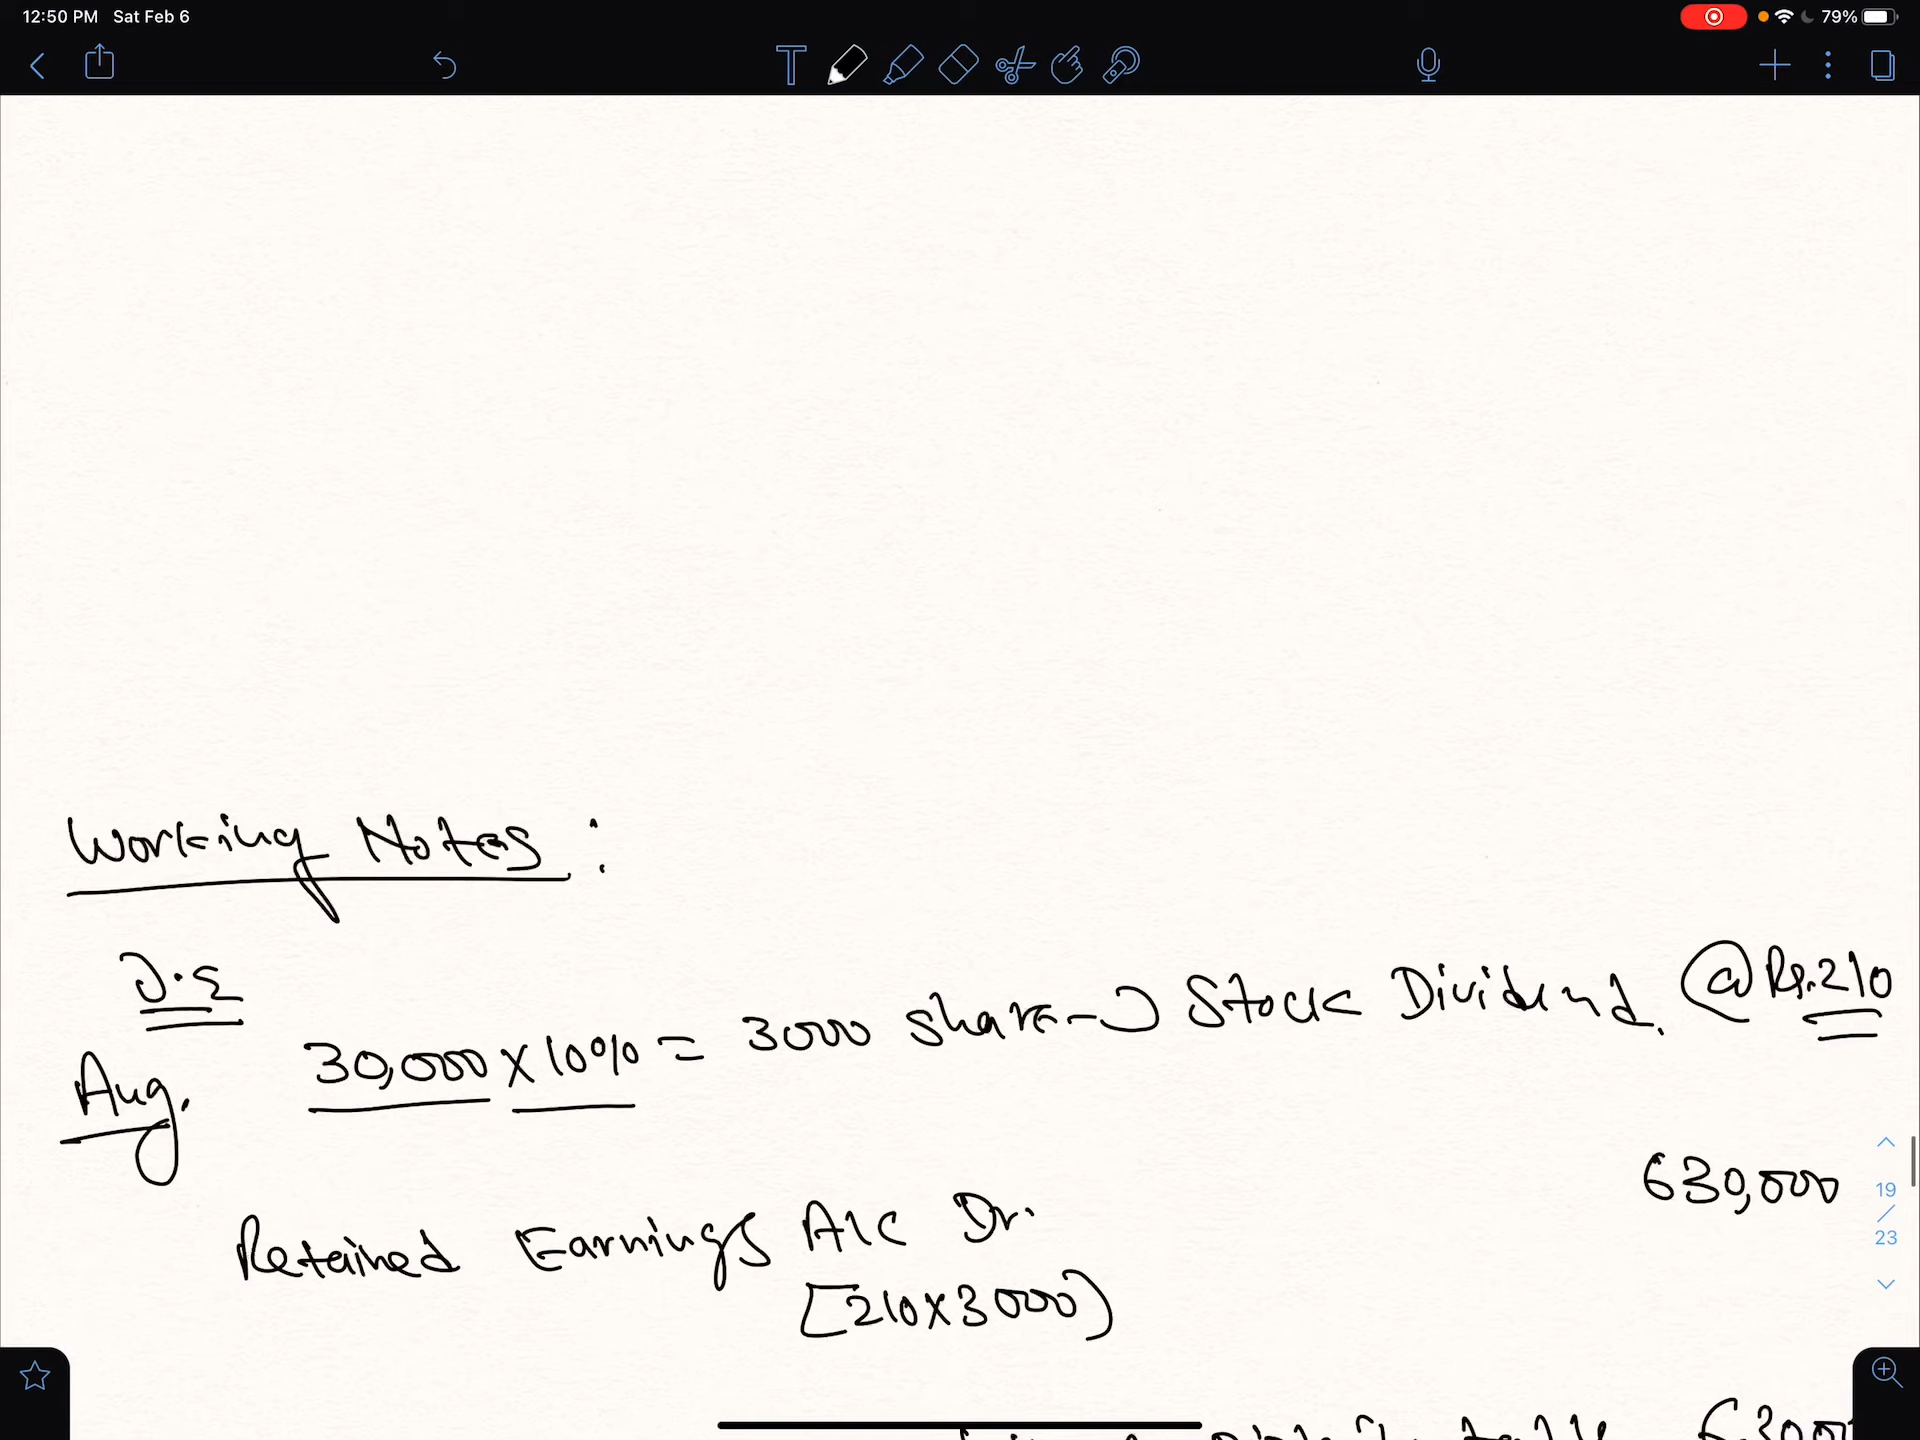 12:50 PM Sat Feb 6
79%
T
Working Notes :
J.E
Aug. 30,000 x 10% = 3000 share → Stock Dividend. @Rs.210
Retained Earnings A/c Dr. 630,000
[210x3000)
19
/
23